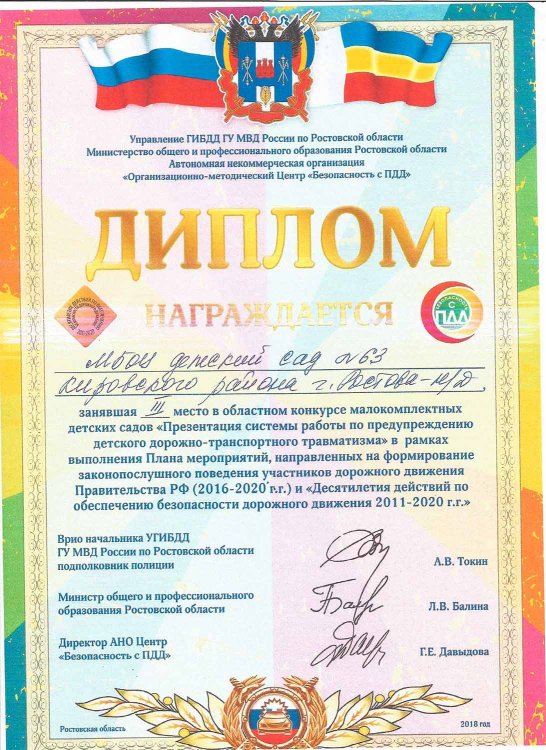 Управление ГИБДД ГУ МВД России по Ростовской области
Министерство общего и профессионального образования Ростовской области
Автономная некоммерческая организация
«Организационно-методический Центр «Безопасность с ПДД»
ДИПЛОМ
НАГРАЖДАЕТСЯ
БЕЗОПАСНОСТЬ
С
ПДД
МБОУ детский сад №63
Кировского района г. Ростова-н/Д,
занявшая III место в областном конкурсе малокомплектных
детских садов «Презентация системы работы по предупреждению
детского дорожно-транспортного травматизма» в рамках
выполнения Плана мероприятий, направленных на формирование
законопослушного поведения участников дорожного движения
Правительства РФ (2016-2020 г.г.) и «Десятилетия действий по
обеспечению безопасности дорожного движения 2011-2020 г.г.»
Врио начальника УГИБДД
ГУ МВД России по Ростовской области
подполковник полиции
А.В. Токин
Министр общего и профессионального
образования Ростовской области
Л.В. Балина
Директор АНО Центр
«Безопасность с ПДД»
Г.Е. Давыдова
Ростовская область
2018 год